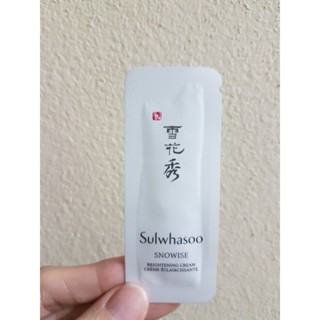 雪
花
秀
Sulwhasoo
SNOWISE
BRIGHTENING CREAM
CRÈME ÉCLAIRCISSANTE